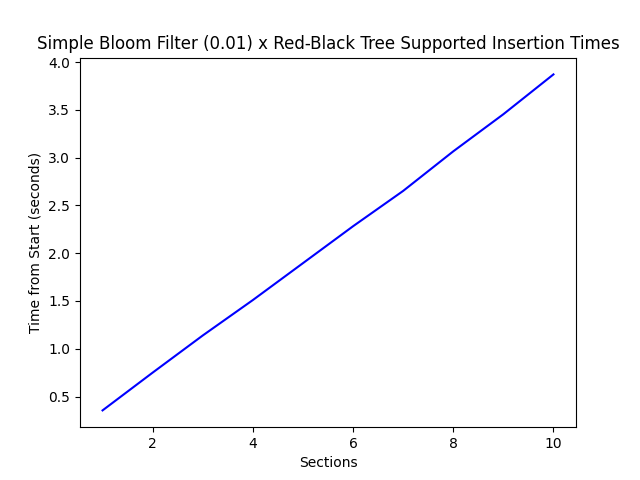 Simple Bloom Filter (0.01) x Red-Black Tree Supported Insertion Times
4.0
3.5
3.0
2.5
2.0
1.5
1.0
0.5
Time from Start (seconds)
2 4 6 8 10
Sections